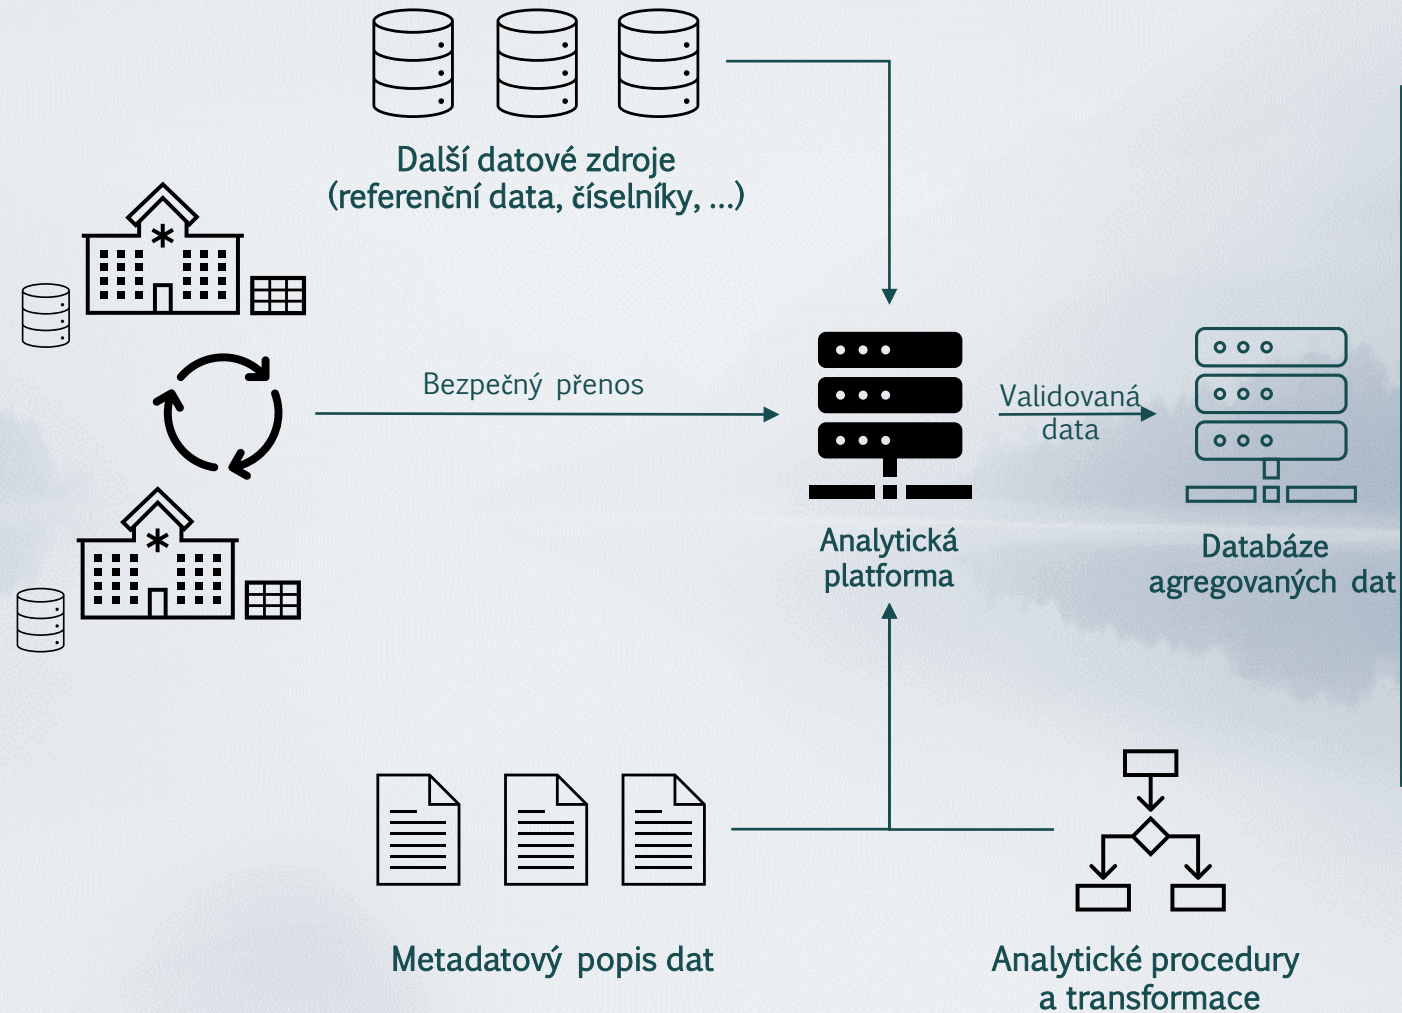 Další datové zdroje
(referenční data, číselníky, ...)
Bezpečný přenos
Validovaná
data
Analytická
platforma
Databáze
agregovaných dat
Metadatový popis dat
Analytické procedury
a transformace